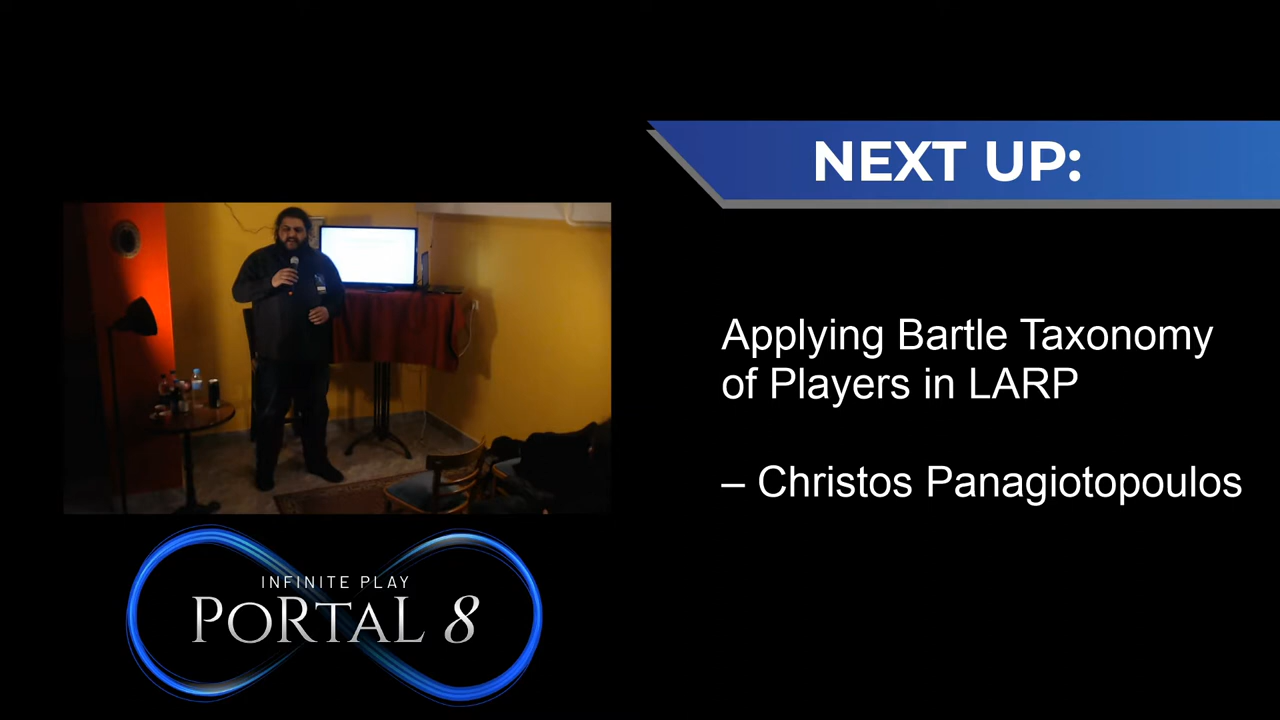 NEXT UP:
Applying Bartle Taxonomy
of Players in LARP
– Christos Panagiotopoulos
INFINITE PLAY
PORTAL 8